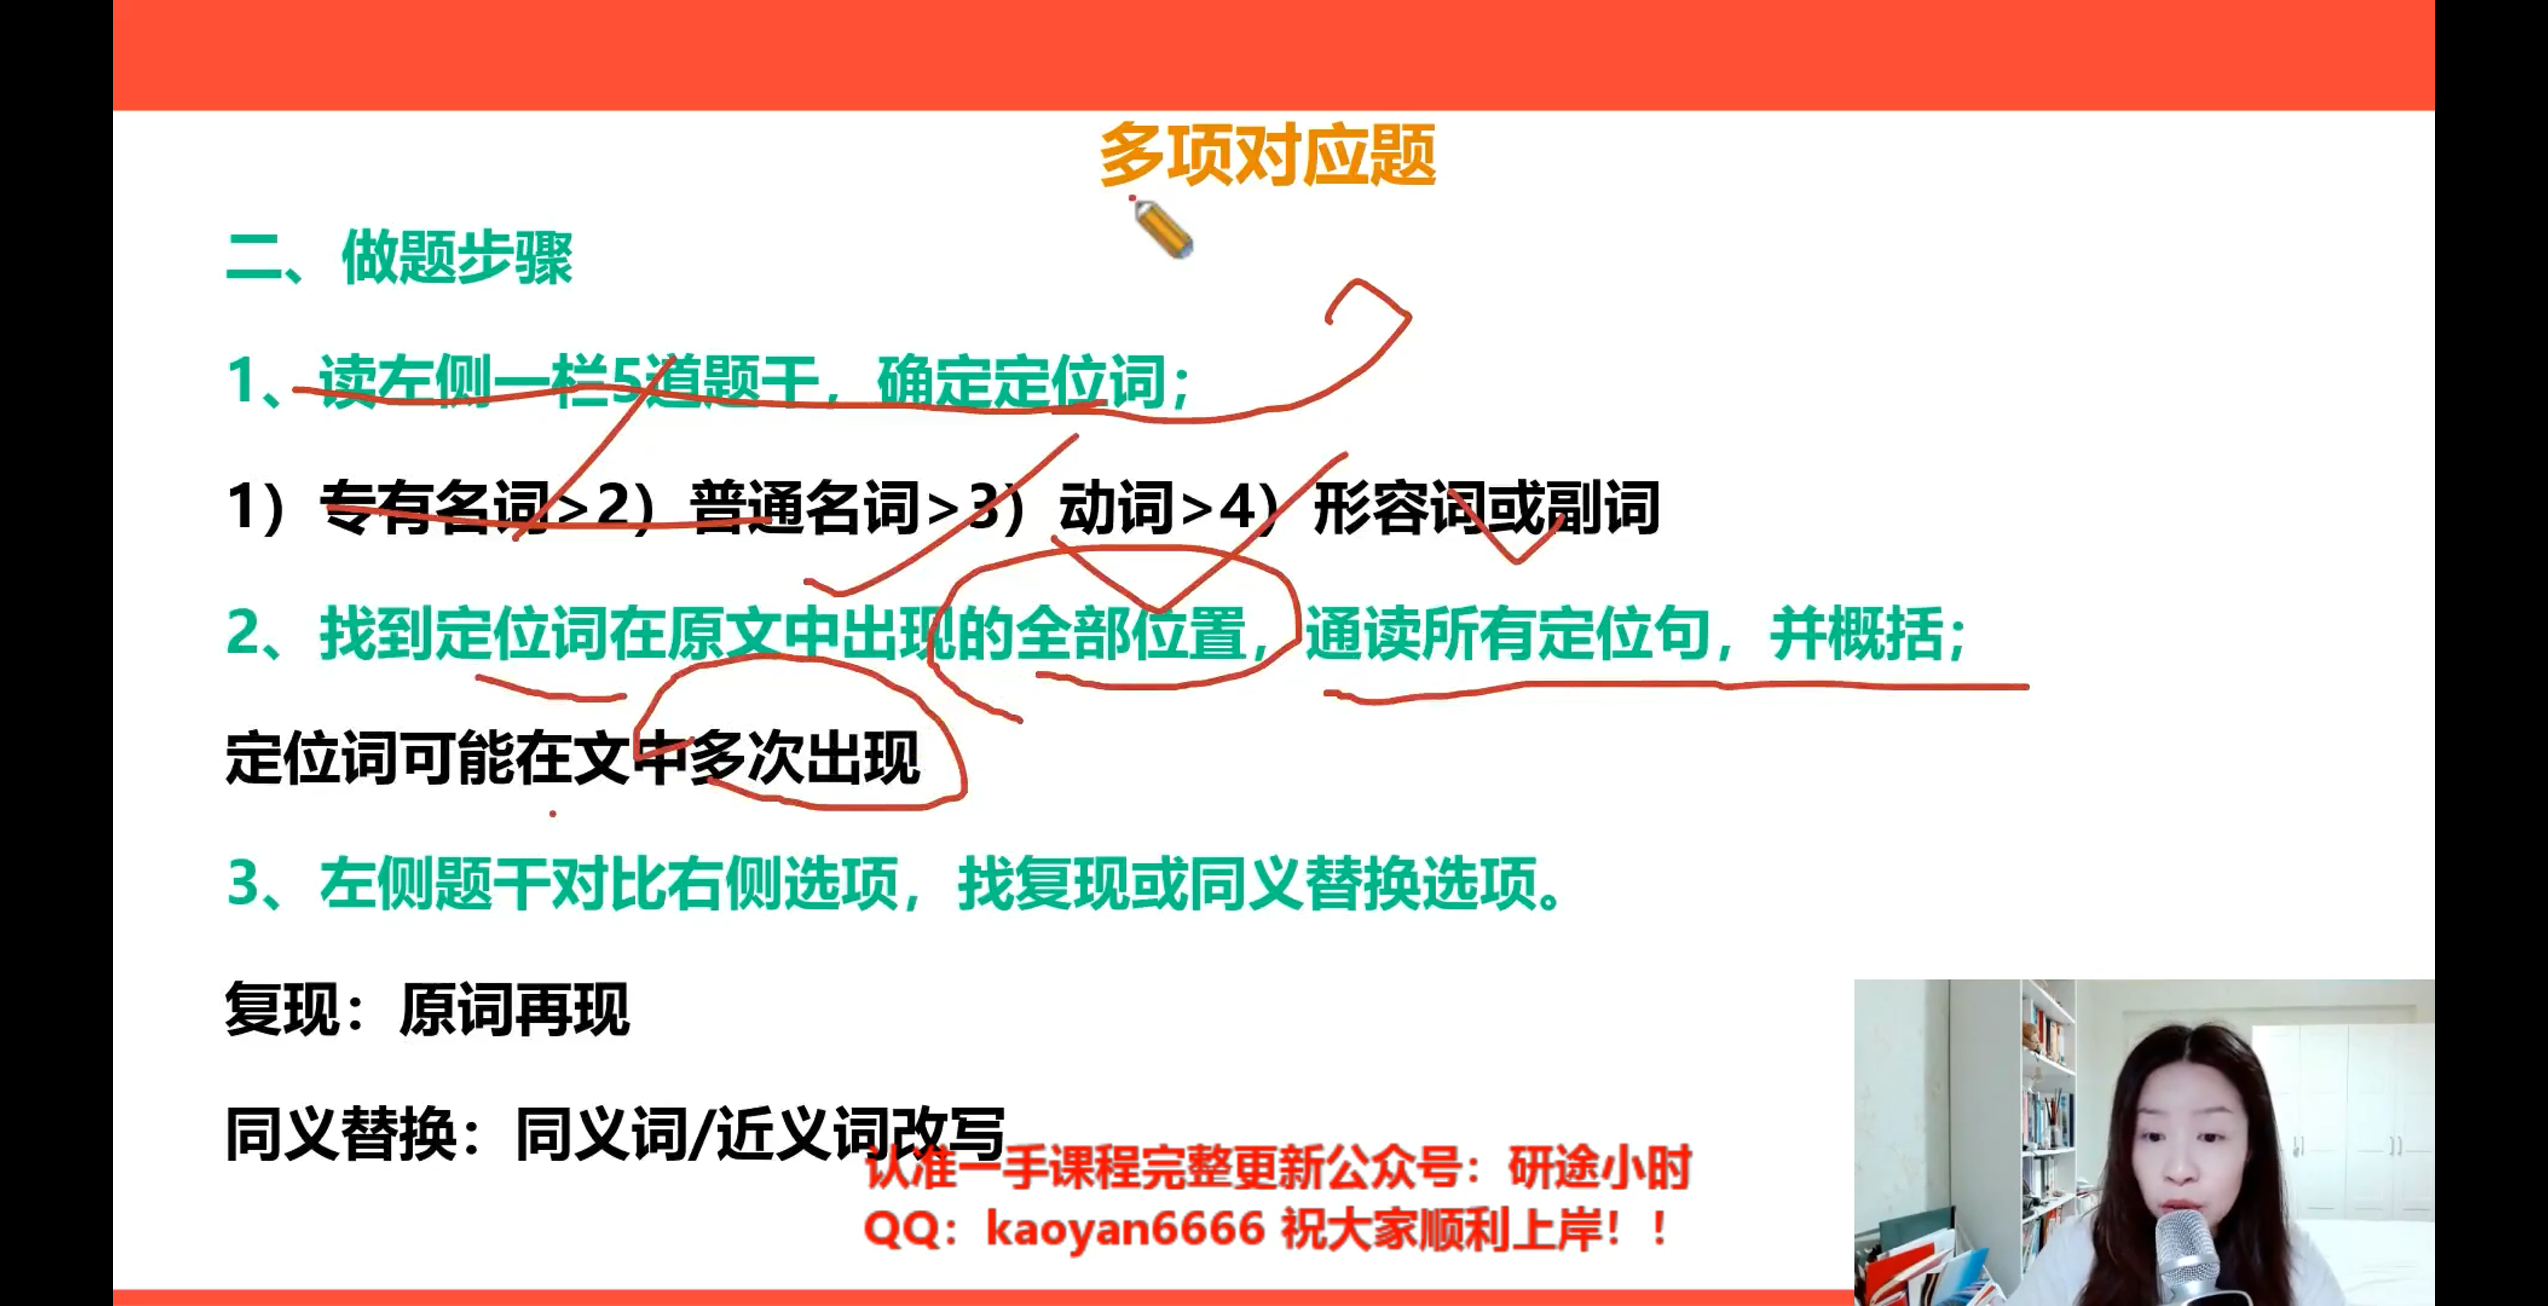 多项对应题
二、做题步骤
1、读左侧一栏5道题干，确定定位词；
1）专有名词>2）普通名词>3）动词>4）形容词或副词
2、找到定位词在原文中出现的全部位置，通读所有定位句，并概括；
定位词可能在文中多次出现
3、左侧题干对比右侧选项，找复现或同义替换选项。
复现：原词再现
同义替换：同义词/近义词改写
认准一手课程完整更新公众号：研途小时
QQ：kaoyan6666 祝大家顺利上岸！！